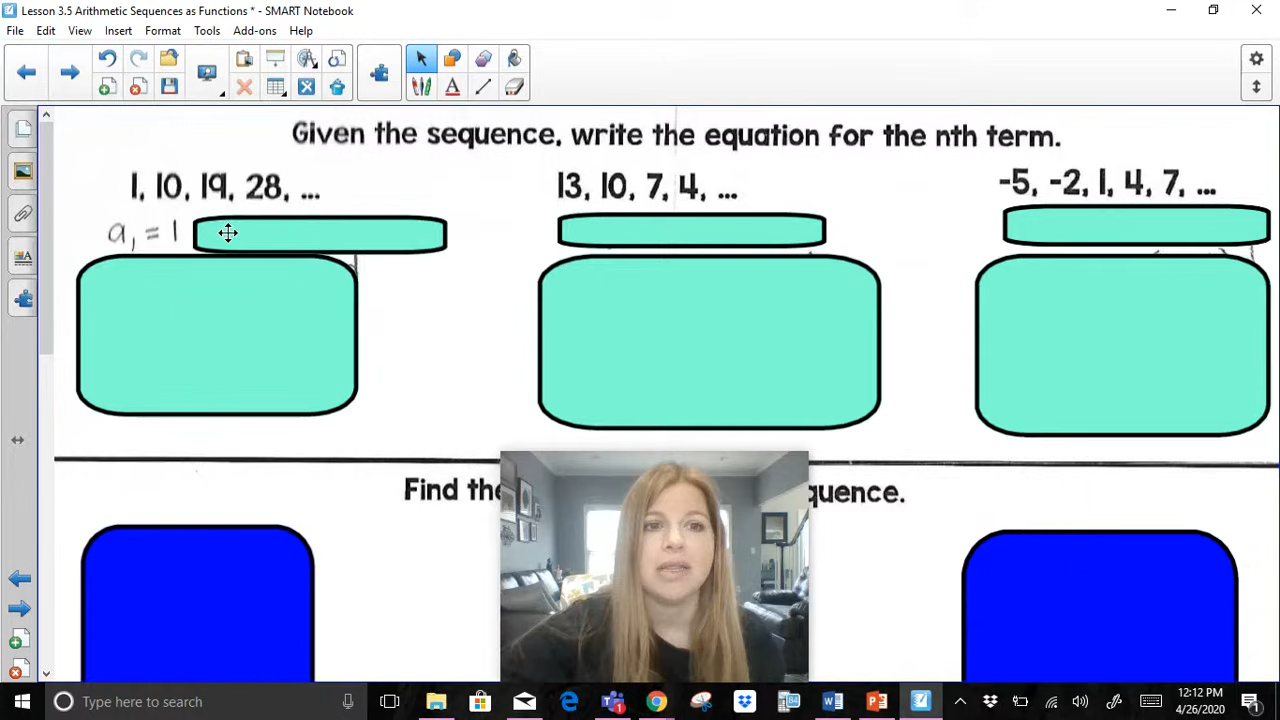 Lesson 3.5 Arithmetic Sequences as Functions * - SMART Notebook
File Edit View Insert Format Tools Add-ons Help
Given the sequence, write the equation for the nth term.
1, 10, 19, 28, ...
13, 10, 7, 4, ...
-5, -2, 1, 4, 7, ...
a₁ = 1
Find the
quence.
Type here to search
12:12 PM
4/26/2020